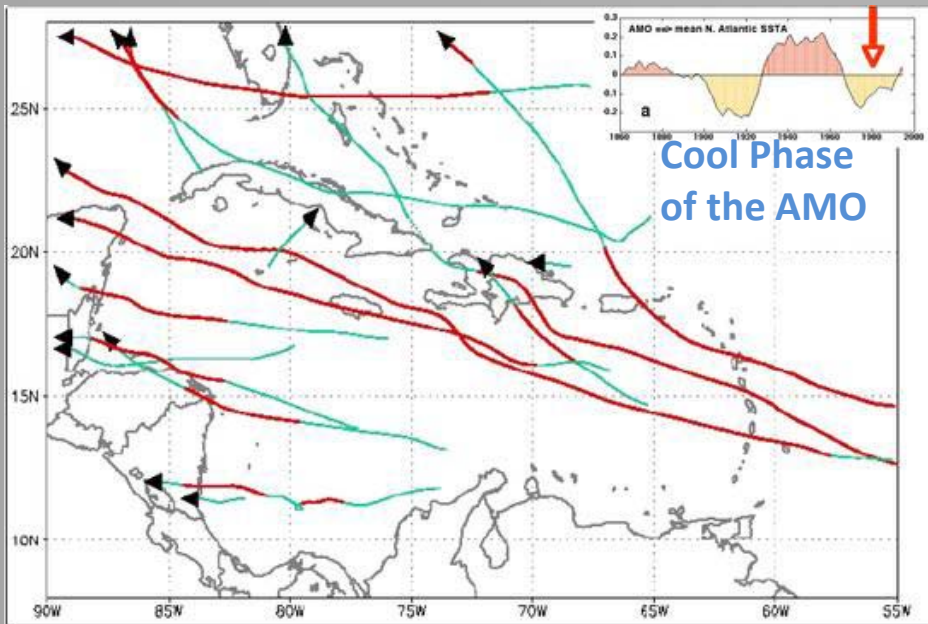 0.3
0.2
0.1
0
0.1
0.2
AMO ==> mean N. Atlantic SSTA
a
1860 1880 1900 1920 1940 1960 1980 2000
Cool Phase
of the AMO
25N
20N
15N
10N
90W 85W 80W 75W 70W 65W 60W 55W